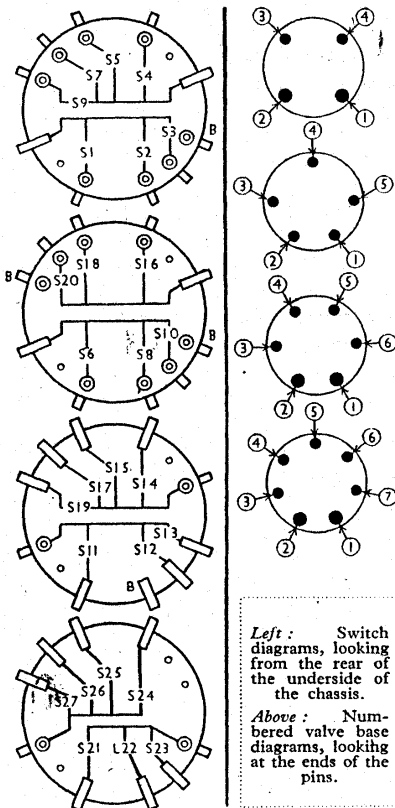 S5
S7
S4
S9
S3
S1
S2
B
S18
S16
B
S20
S10
B
S6
S8
S15
S17
S14
S19
S13
S11
S12
B
S25
S26
S24
S27
S21
L22
S23
3
4
2
1
4
3
5
2
1
4
5
3
6
2
1
5
4
6
3
7
2
1
Left : Switch
diagrams, looking
from the rear of
the underside of
the chassis.
Above : Num-
bered valve base
diagrams, looking
at the ends of the
pins.